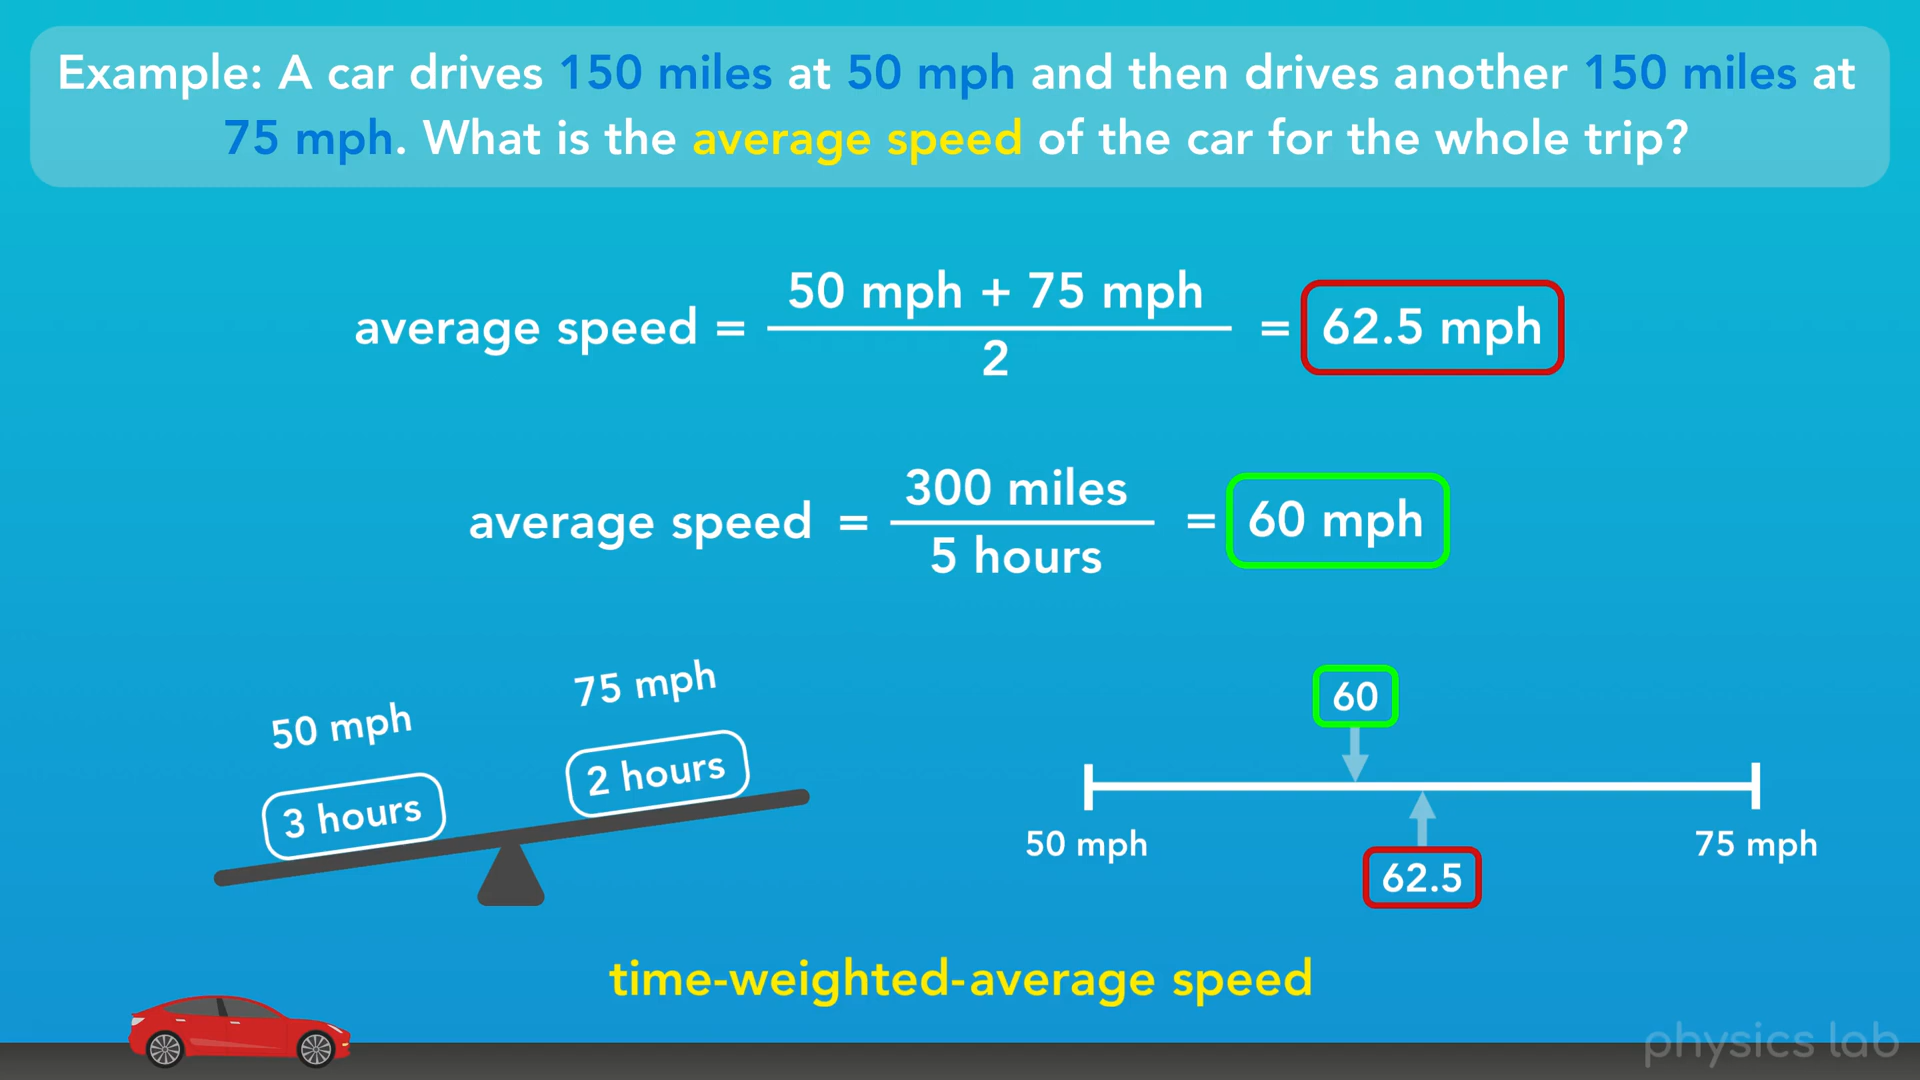 Example: A car drives 150 miles at 50 mph and then drives another 150 miles at
75 mph. What is the average speed of the car for the whole trip?
average speed = 50 mph + 75 mph / 2 = 62.5 mph
average speed = 300 miles / 5 hours = 60 mph
50 mph
75 mph
3 hours
2 hours
60
50 mph
75 mph
62.5
time-weighted-average speed
physics lab